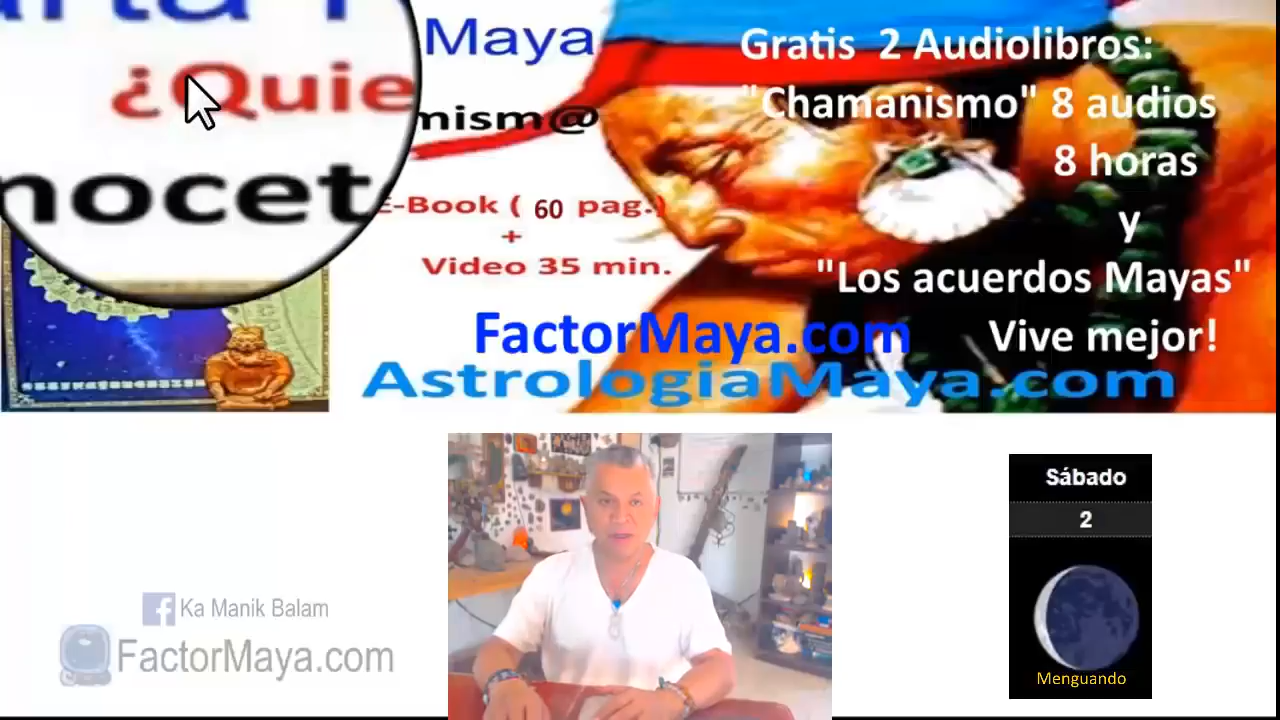 Maya
¿Quie
mism@
nocet
E-Book ( 60 pag.)
+
Video 35 min.
Gratis 2 Audiolibros:
"Chamanismo" 8 audios
8 horas
y
"Los acuerdos Mayas"
Vive mejor!
FactorMaya.com
AstrologiaMaya.com
Sábado
2
Menguando
Ka Manik Balam
FactorMaya.com